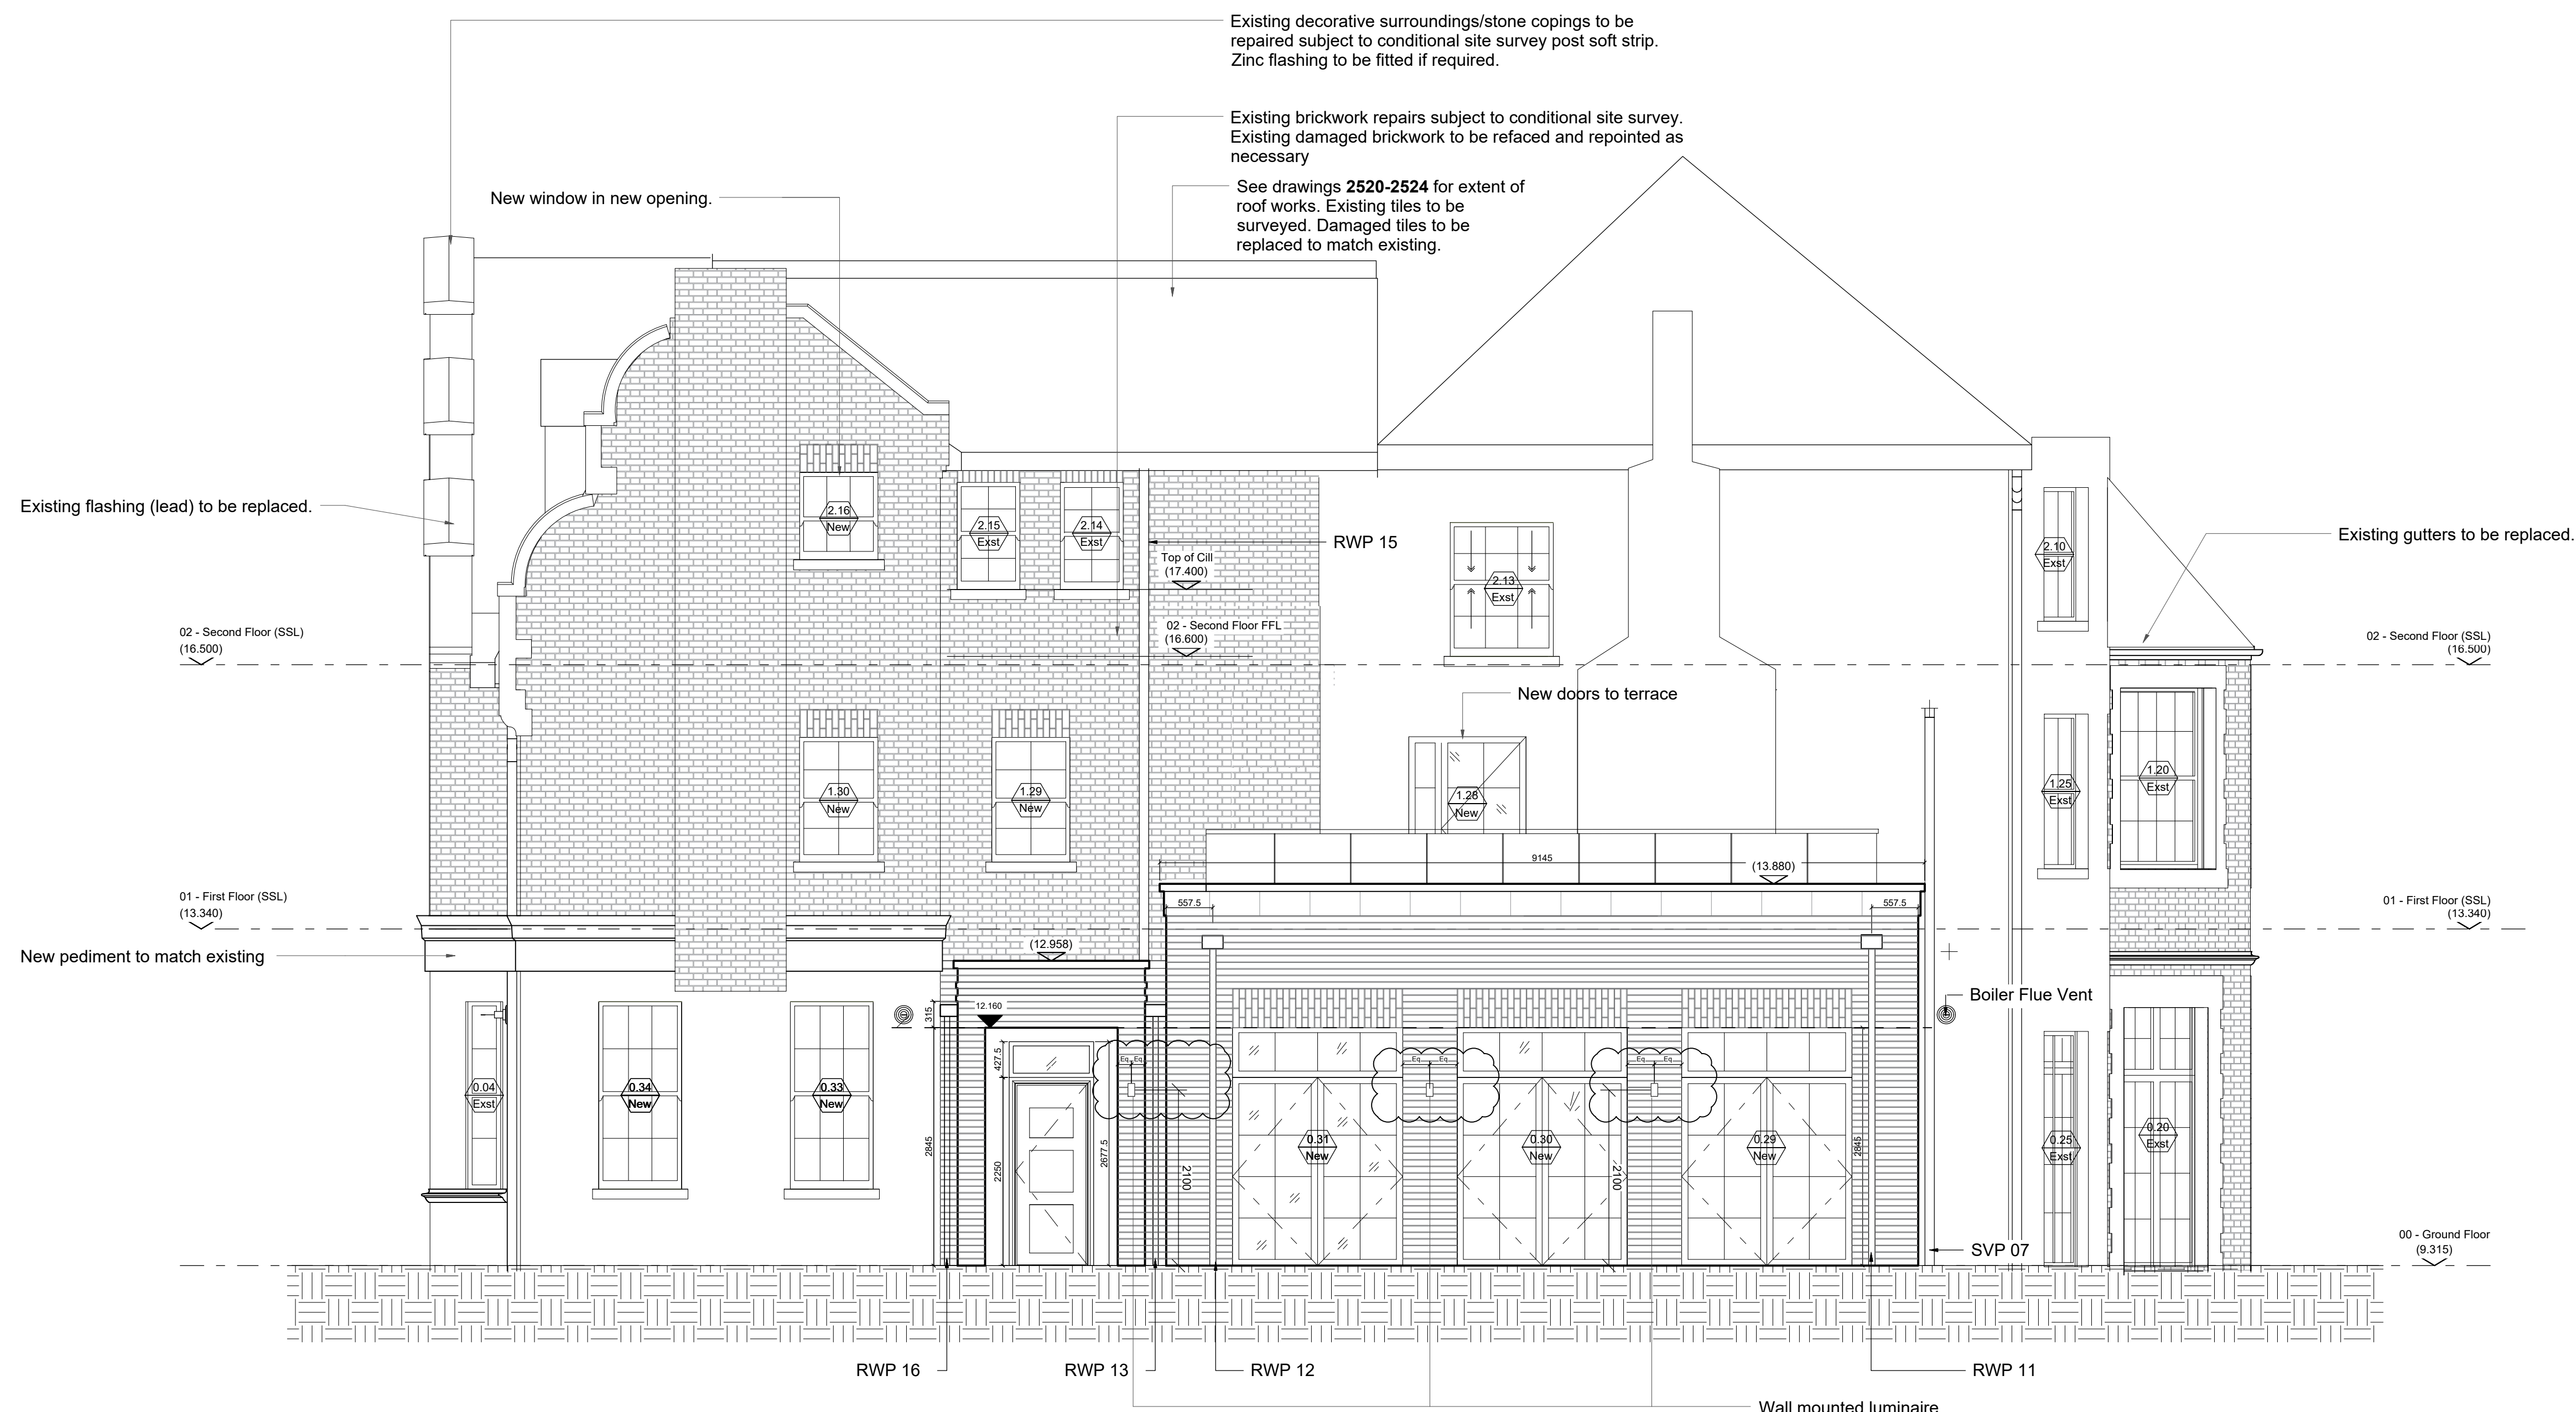 Existing decorative surroundings/stone copings to be
repaired subject to conditional site survey post soft strip.
Zinc flashing to be fitted if required.
Existing brickwork repairs subject to conditional site survey.
Existing damaged brickwork to be refaced and repointed as
necessary
See drawings 2520-2524 for extent of
roof works. Existing tiles to be
surveyed. Damaged tiles to be
replaced to match existing.
New window in new opening.
Existing flashing (lead) to be replaced.
2.16
New
2.15
Exst
2.14
Exst
RWP 15
Top of Cill
(17.400)
2.13
Exst
2.10
Exst
Existing gutters to be replaced.
02 - Second Floor (SSL)
(16.500)
02 - Second Floor FFL
(16.600)
02 - Second Floor (SSL)
(16.500)
New doors to terrace
1.30
New
1.29
New
1.28
New
1.25
Exst
1.20
Exst
9145
(13.880)
01 - First Floor (SSL)
(13.340)
557.5
557.5
01 - First Floor (SSL)
(13.340)
New pediment to match existing
(12.958)
12.160
315
Boiler Flue Vent
427.5
Eq
Eq
Eq
Eq
Eq
Eq
0.04
Exst
0.34
New
0.33
New
2845
2250
2677.5
2100
0.31
New
0.30
New
2100
0.29
New
2845
0.25
Exst
0.20
Exst
SVP 07
00 - Ground Floor
(9.315)
RWP 16
RWP 13
RWP 12
RWP 11
Wall mounted luminaire